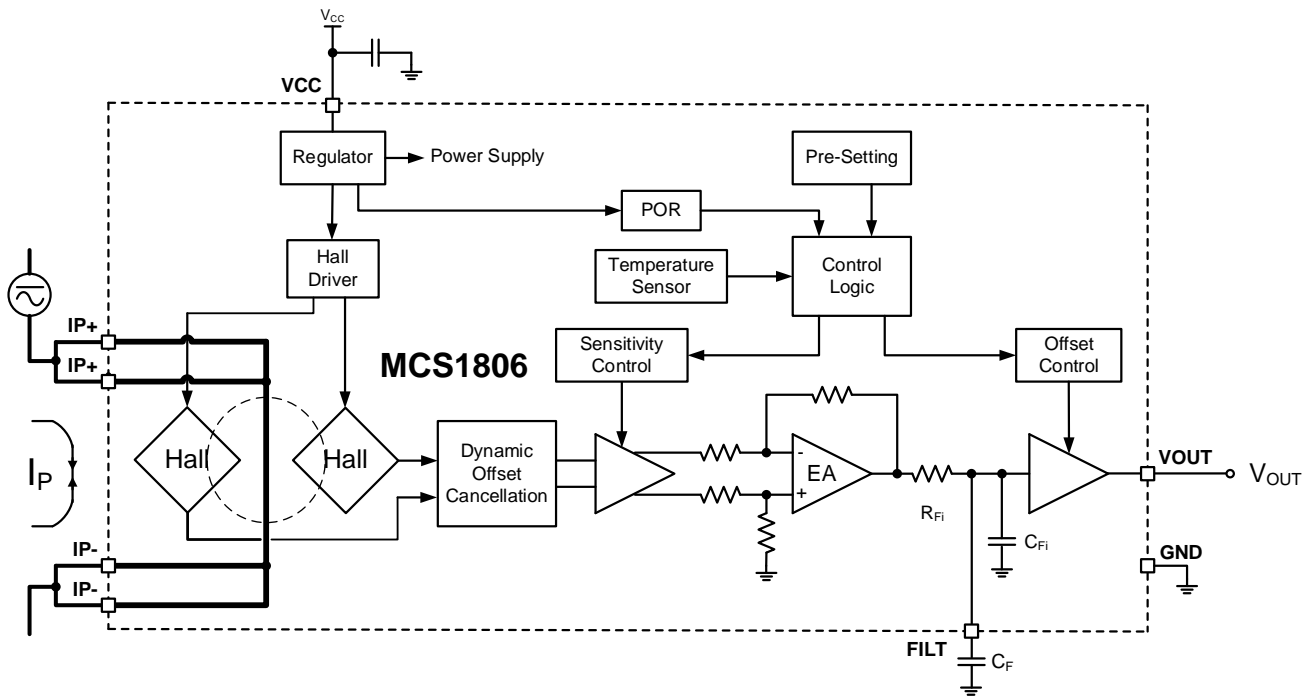 VCC
VCC
Regulator
Power Supply
Pre-Setting
POR
Hall
Driver
Temperature
Sensor
Control
Logic
IP+
IP+
MCS1806
Sensitivity
Control
Offset
Control
Hall
Hall
Dynamic
Offset
Cancellation
-
EA
+
IP
RFi
CFi
VOUT
VOUT
IP-
IP-
GND
FILT
CF